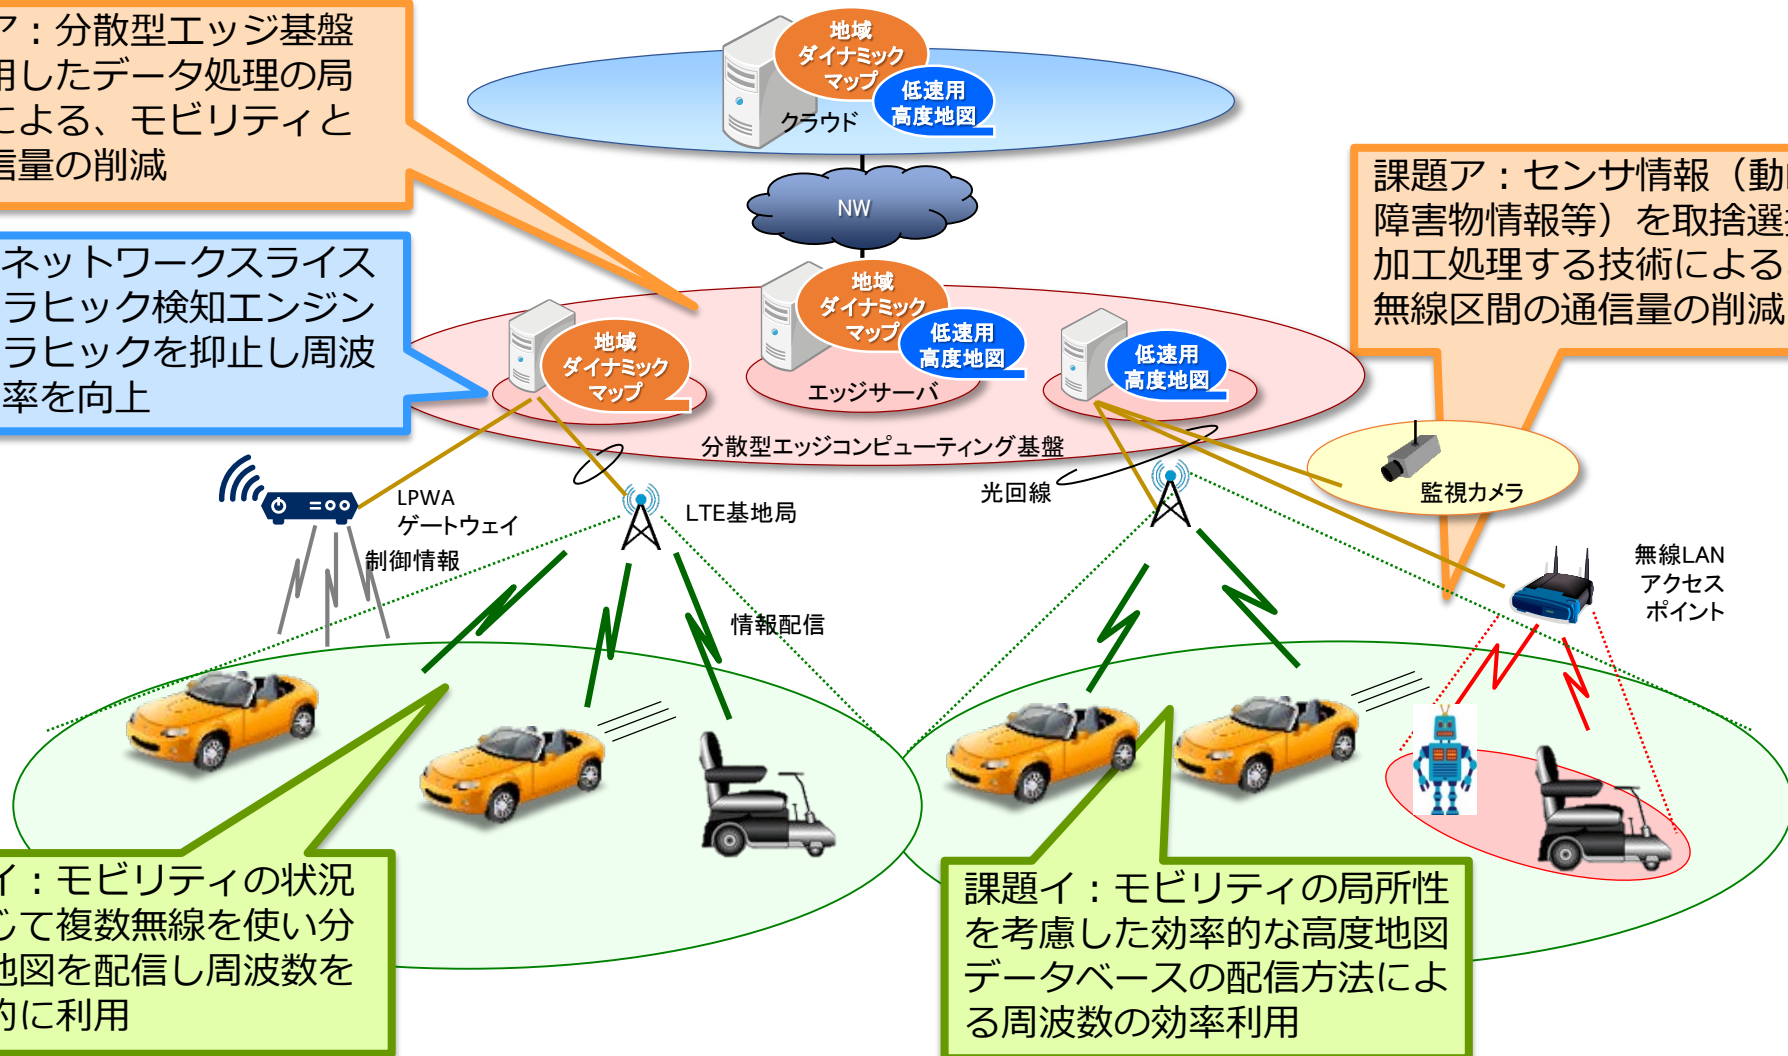 ア：分散型エッジ基盤
用したデータ処理の局
による、モビリティと
信量の削減
ネットワークスライス
ラヒック検知エンジン
ラヒックを抑止し周波
率を向上
地域
ダイナミック
マップ
低速用
高度地図
クラウド
NW
課題ア：センサ情報（動
障害物情報等）を取捨選
加工処理する技術による
無線区間の通信量の削減
地域
ダイナミック
マップ
地域
ダイナミック
マップ
低速用
高度地図
エッジサーバ
低速用
高度地図
分散型エッジコンピューティング基盤
LPWA
ゲートウェイ
制御情報
LTE基地局
情報配信
光回線
監視カメラ
無線LAN
アクセス
ポイント
イ：モビリティの状況
じて複数無線を使い分
地図を配信し周波数を
的に利用
課題イ：モビリティの局所性
を考慮した効率的な高度地図
データベースの配信方法によ
る周波数の効率利用